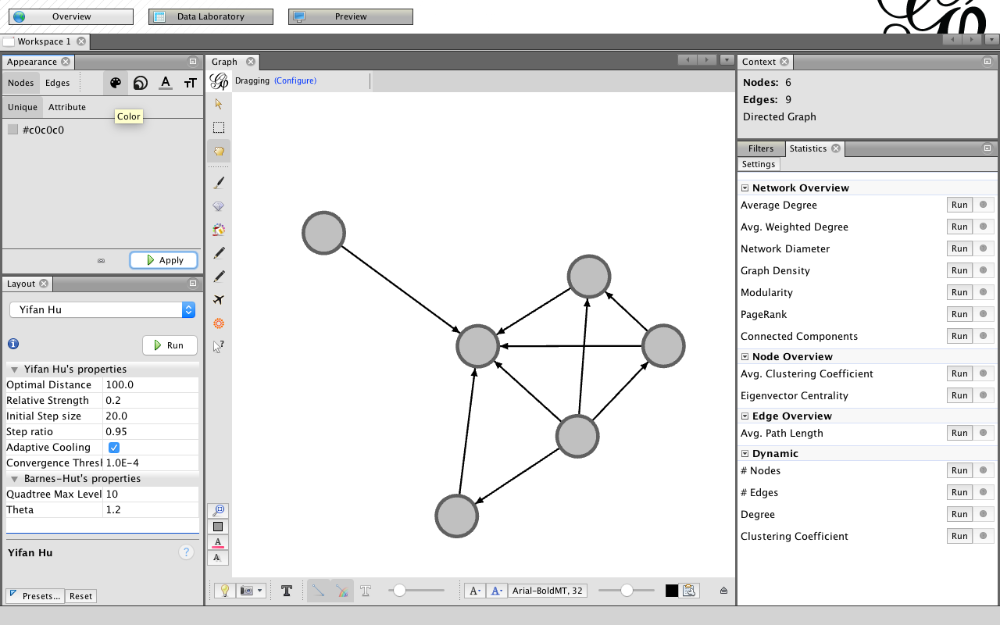 Overview
Data Laboratory
Preview
Workspace 1
Appearance
Nodes
Edges
A
TT
Unique
Attribute
Color
#c0c0c0
Apply
Layout
Yifan Hu
Run
Yifan Hu's properties
Optimal Distance 100.0
Relative Strength 0.2
Initial Step size 20.0
Step ratio 0.95
Adaptive Cooling
Convergence Thresl 1.0E-4
Barnes-Hut's properties
Quadtree Max Level 10
Theta 1.2
Yifan Hu
?
Presets...
Reset
Graph
Dragging (Configure)
?
A
A
T
T
A
A
Arial-BoldMT, 32
Context
Nodes: 6
Edges: 9
Directed Graph
Filters
Statistics
Settings
Network Overview
Average Degree Run
Avg. Weighted Degree Run
Network Diameter Run
Graph Density Run
Modularity Run
PageRank Run
Connected Components Run
Node Overview
Avg. Clustering Coefficient Run
Eigenvector Centrality Run
Edge Overview
Avg. Path Length Run
Dynamic
# Nodes Run
# Edges Run
Degree Run
Clustering Coefficient Run